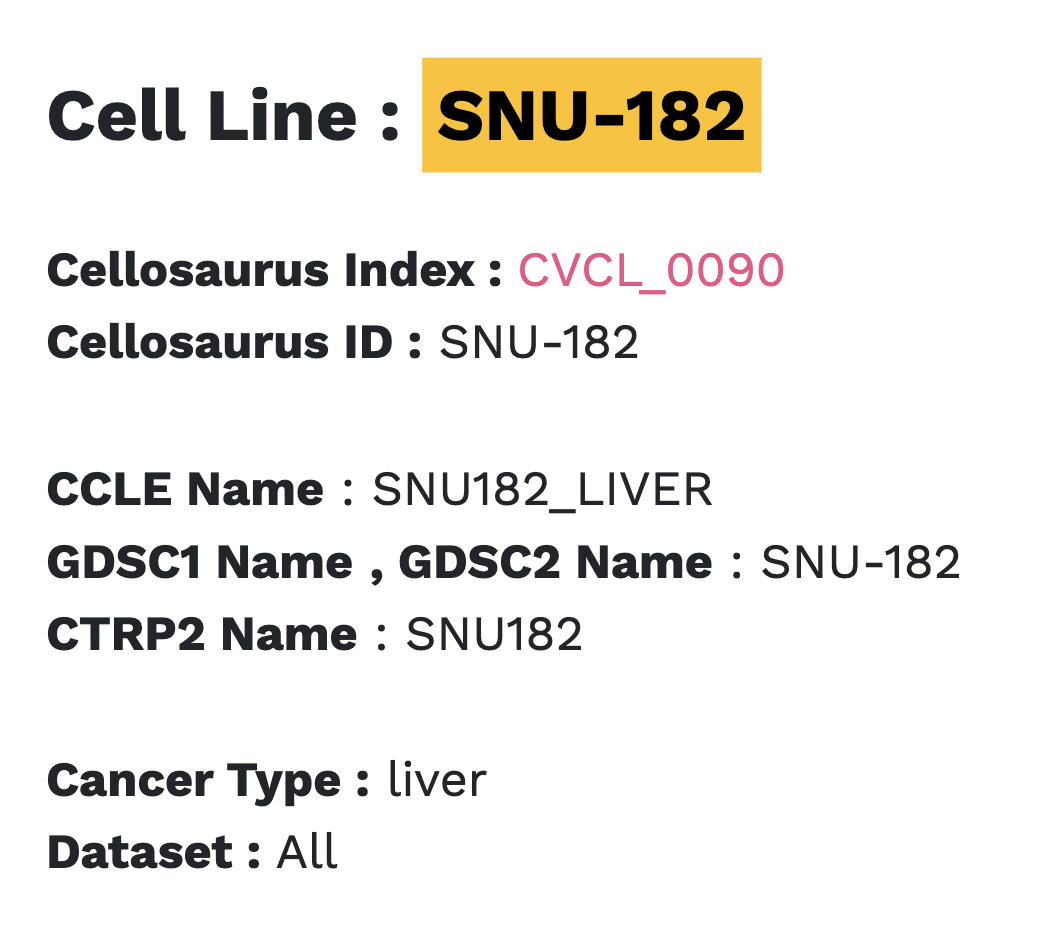 Cell Line : SNU-182
Cellosaurus Index : CVCL_0090
Cellosaurus ID : SNU-182
CCLE Name : SNU182_LIVER
GDSC1 Name , GDSC2 Name : SNU-182
CTRP2 Name : SNU182
Cancer Type : liver
Dataset : All